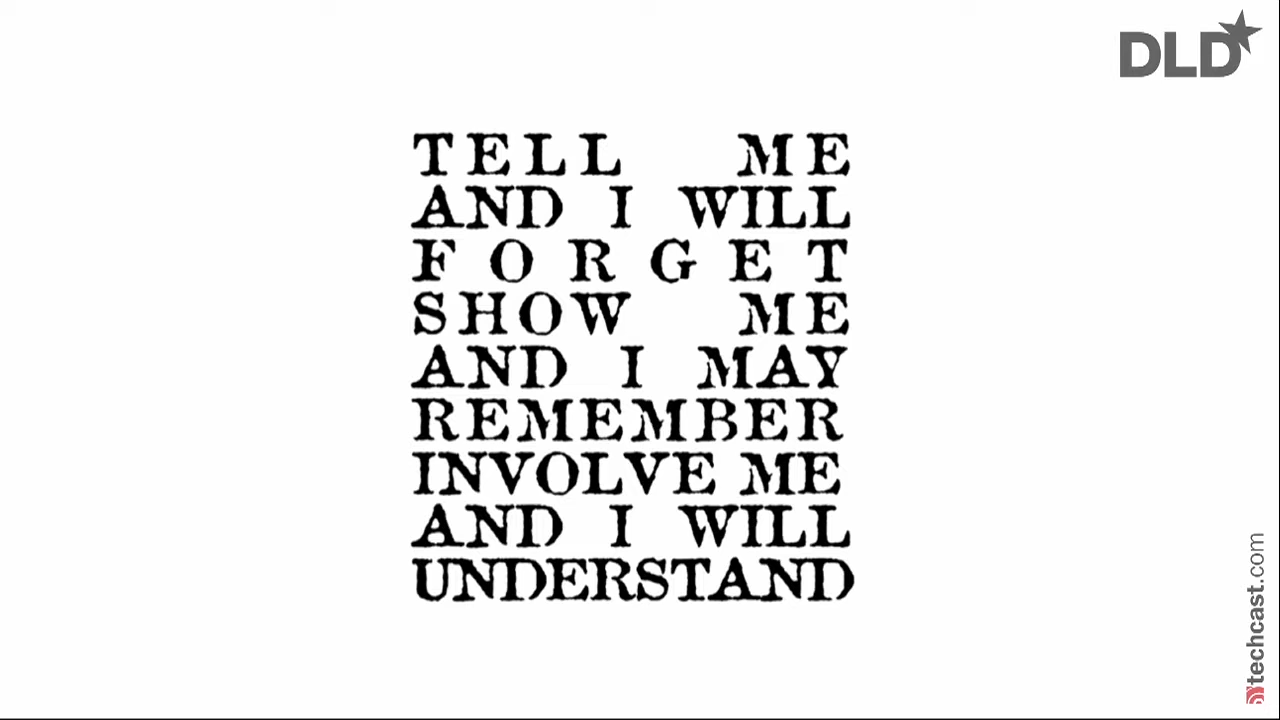 DLD
TELL ME
AND I WILL
FORGET
SHOW ME
AND I MAY
REMEMBER
INVOLVE ME
AND I WILL
UNDERSTAND
techcast.com